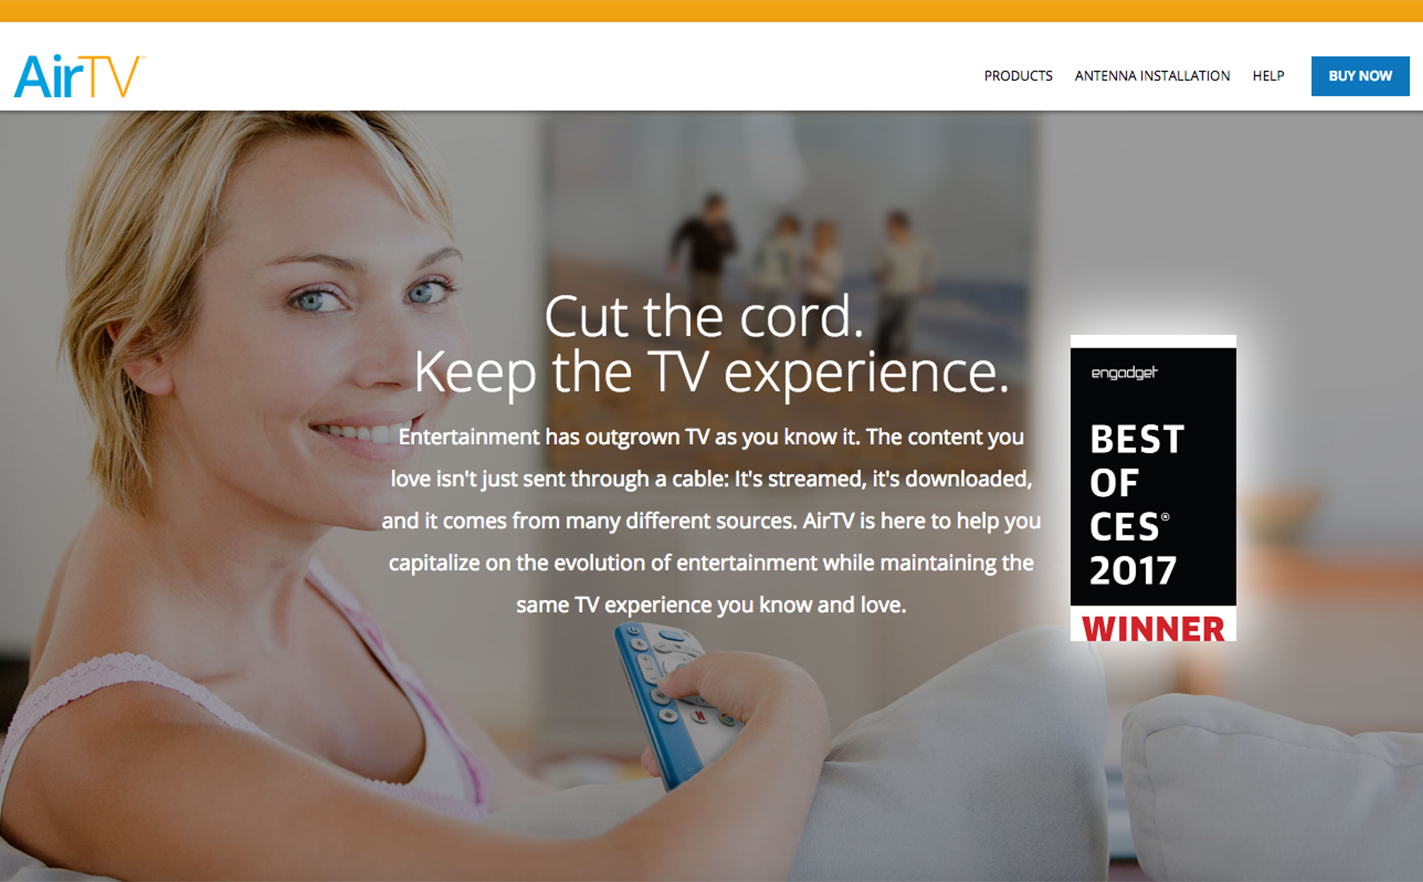 AirTV™
PRODUCTS
ANTENNA INSTALLATION
HELP
BUY NOW
Cut the cord.
Keep the TV experience.
Entertainment has outgrown TV as you know it. The content you
love isn't just sent through a cable: It's streamed, it's downloaded,
and it comes from many different sources. AirTV is here to help you
capitalize on the evolution of entertainment while maintaining the
same TV experience you know and love.
engadget
BEST
OF
CES®
2017
WINNER